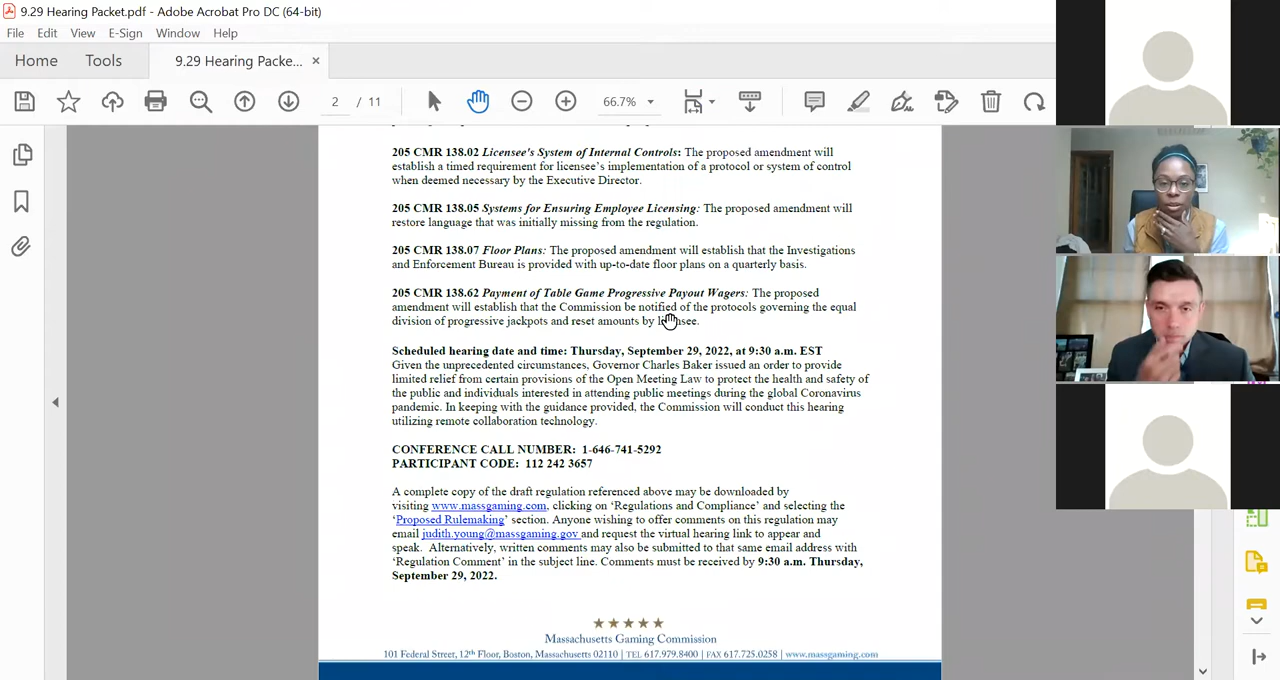 9.29 Hearing Packet.pdf - Adobe Acrobat Pro DC (64-bit)
File Edit View E-Sign Window Help
Home Tools 9.29 Hearing Packe... ×
2 / 11 66.7%
205 CMR 138.02 Licensee's System of Internal Controls: The proposed amendment will
establish a timed requirement for licensee's implementation of a protocol or system of control
when deemed necessary by the Executive Director.
205 CMR 138.05 Systems for Ensuring Employee Licensing: The proposed amendment will
restore language that was initially missing from the regulation.
205 CMR 138.07 Floor Plans: The proposed amendment will establish that the Investigations
and Enforcement Bureau is provided with up-to-date floor plans on a quarterly basis.
205 CMR 138.62 Payment of Table Game Progressive Payout Wagers: The proposed
amendment will establish that the Commission be notified of the protocols governing the equal
division of progressive jackpots and reset amounts by licensee.
Scheduled hearing date and time: Thursday, September 29, 2022, at 9:30 a.m. EST
Given the unprecedented circumstances, Governor Charles Baker issued an order to provide
limited relief from certain provisions of the Open Meeting Law to protect the health and safety of
the public and individuals interested in attending public meetings during the global Coronavirus
pandemic. In keeping with the guidance provided, the Commission will conduct this hearing
utilizing remote collaboration technology.
CONFERENCE CALL NUMBER: 1-646-741-5292
PARTICIPANT CODE: 112 242 3657
A complete copy of the draft regulation referenced above may be downloaded by
visiting www.massgaming.com, clicking on 'Regulations and Compliance' and selecting the
'Proposed Rulemaking' section. Anyone wishing to offer comments on this regulation may
email judith.young@massgaming.gov and request the virtual hearing link to appear and
speak. Alternatively, written comments may also be submitted to that same email address with
'Regulation Comment' in the subject line. Comments must be received by 9:30 a.m. Thursday,
September 29, 2022.
★★★★★
Massachusetts Gaming Commission
101 Federal Street, 12th Floor, Boston, Massachusetts 02110 | TEL 617.979.8400 | FAX 617.725.0258 | www.massgaming.com